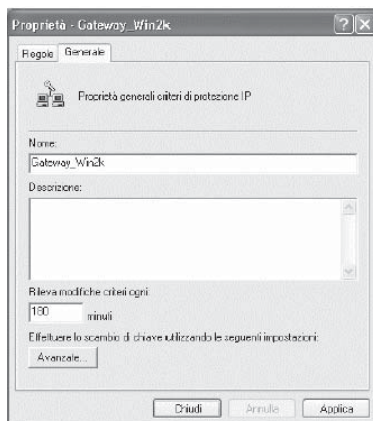 Proprietà - Gateway_Win2k
Regole Generale
Proprietà generali criteri di protezione IP
Nome:
Gateway_Win2k
Descrizione:
Rileva modifiche criteri ogni:
180 minuti
Effettuare lo scambio di chiave utilizzando le seguenti impostazioni:
Avanzate...
Chiudi Annulla Applica